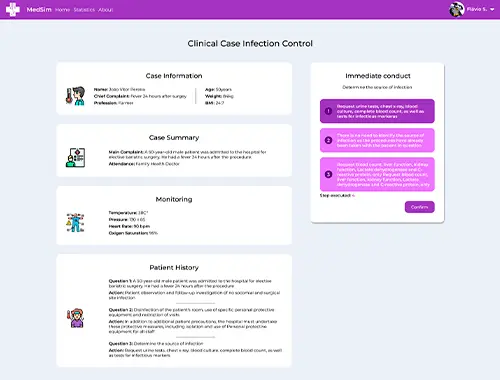 MedSim Home Statistics About
Flávio S.
Clinical Case Infection Control
Case Information
Name: João Vitor Pereira
Chief Complaint: Fever 24 hours after surgery
Profession: Farmer
Age: 50years
Weight: 84kg
BMI: 24.7
Case Summary
Main Complaint: A 50-year-old male patient was admitted to the hospital for
elective bariatric surgery. He had a fever 24 hours after the procedure
Attendance: Family Health Doctor
Monitoring
Temperature: 38C°
Pressure: 130 x 85
Heart Rate: 90 bpm
Oxigen Saturation: 98%
Patient History
Question 1: A 50-year-old male patient was admitted to the hospital for elective
bariatric surgery. He had a fever 24 hours after the procedure
Action: Patient observation and follow-up investigation of nosocomial and surgical
site infection
Question 2: Disinfection of the patient's room, use of specific personal protective
equipment and restriction of visits
Action: In addition to additional patient precautions, the hospital must undertake
these protective measures, including isolation and use of personal protective
equipment for all staff
Question 3: Determine the source of infection
Action: Request urine tests, chest x-ray, blood culture, complete blood count, as well
as tests for infectious markers
Immediate conduct
Determine the source of infection
1 Request urine tests, chest x-ray, blood
culture, complete blood count, as well as
tests for infectious markers
2 There is no need to identify the source of
infection as the procedures have already
been taken with the patient in question
3 Request blood count, liver function, kidney
function, Lactate dehydrogenase and C-
reactive protein, only Request blood count,
liver function, kidney function, Lactate
dehydrogenase and C-reactive protein, only
Step executed:
Confirm